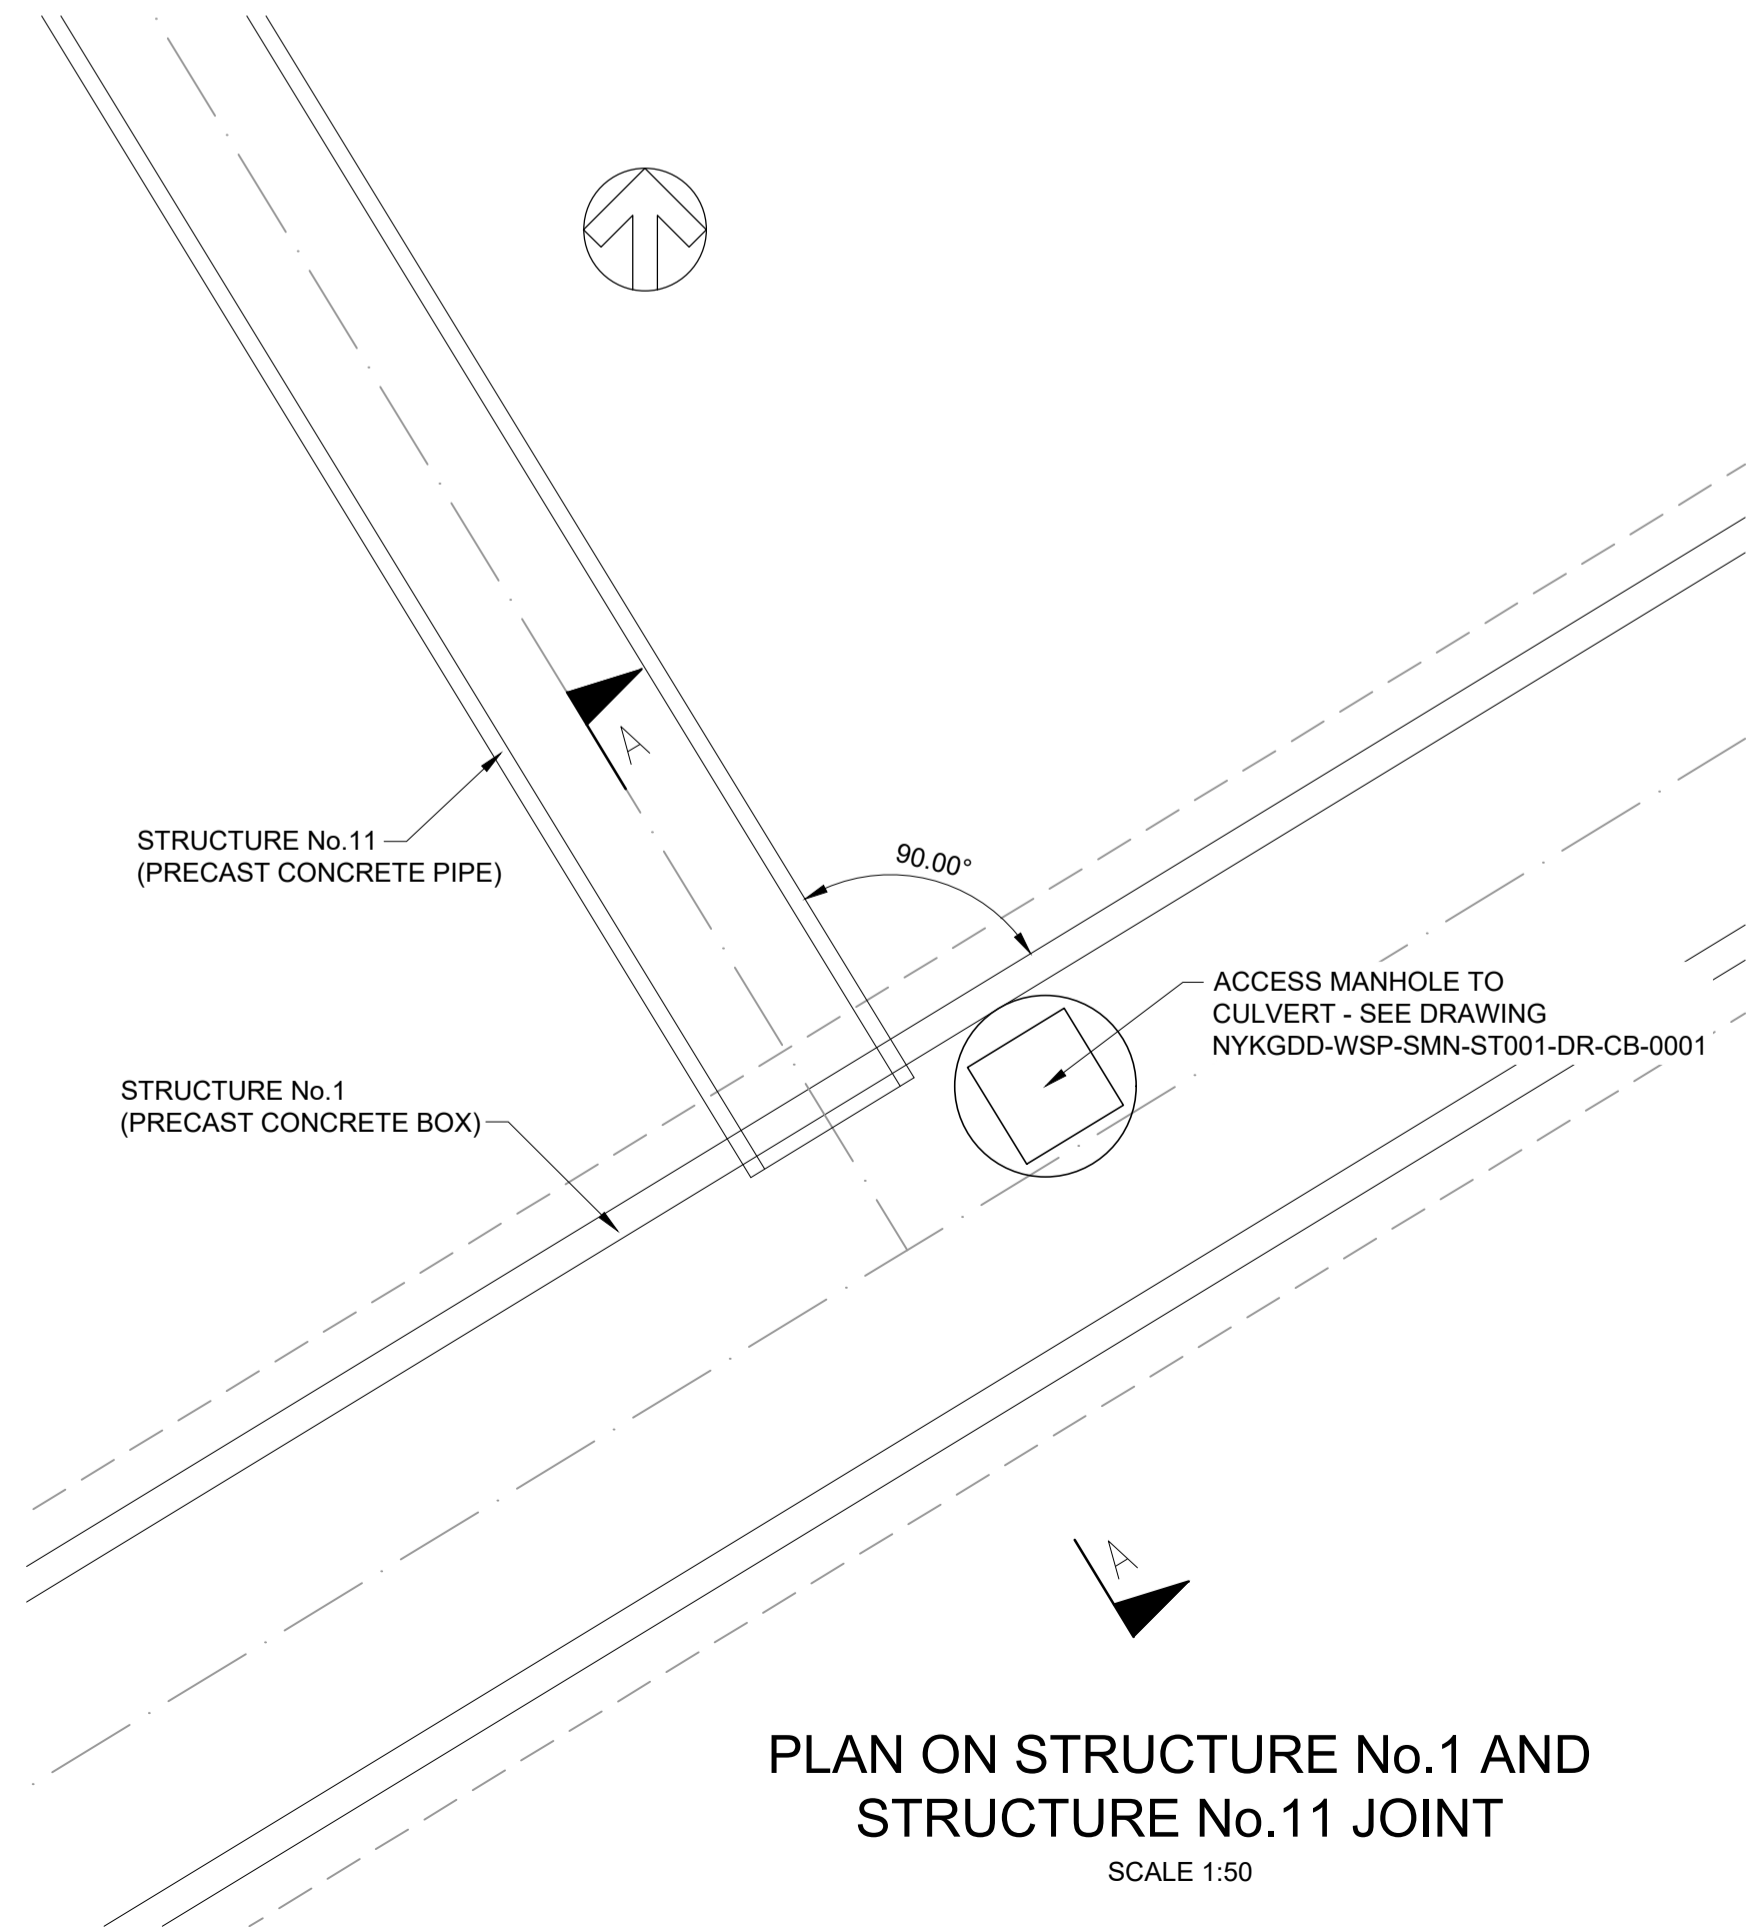 A
STRUCTURE No.11
(PRECAST CONCRETE PIPE)
90.00°
ACCESS MANHOLE TO
CULVERT - SEE DRAWING
NYKGDD-WSP-SMN-ST001-DR-CB-0001
STRUCTURE No.1
(PRECAST CONCRETE BOX)
A
PLAN ON STRUCTURE No.1 AND
STRUCTURE No.11 JOINT
SCALE 1:50